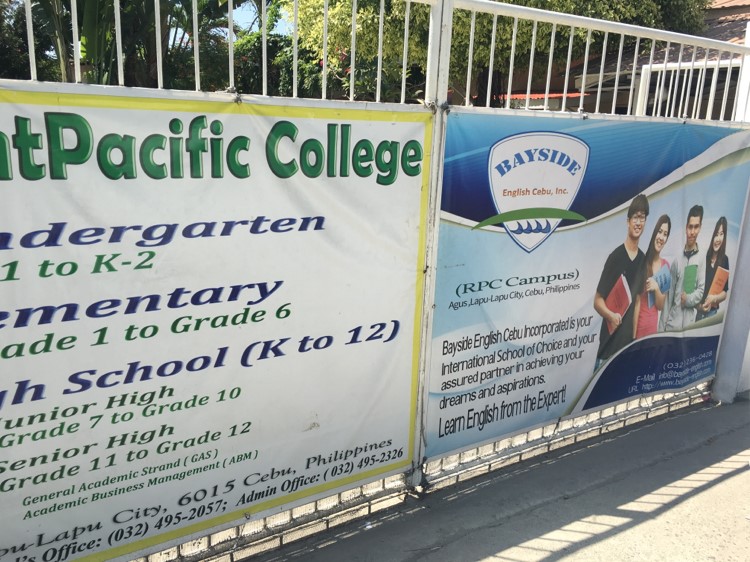 ntPacific College
ndergarten
1 to K-2
ementary
ade 1 to Grade 6
gh School (K to 12)
unior High
Grade 7 to Grade 10
Senior High
Grade 11 to Grade 12
General Academic Strand ( GAS )
Academic Business Management ( ABM )
pu-Lapu City, 6015 Cebu, Philippines
l's Office: (032) 495-2057; Admin Office: ( 032) 495-2326
BAYSIDE
English Cebu, Inc.
(RPC Campus)
Agus,Lapu-Lapu City, Cebu, Philippines
Bayside English Cebu Incorporated is your
International School of Choice and your
assured partner in achieving your
dreams and aspirations.
Learn English from the Expert!
E-Mail
URL